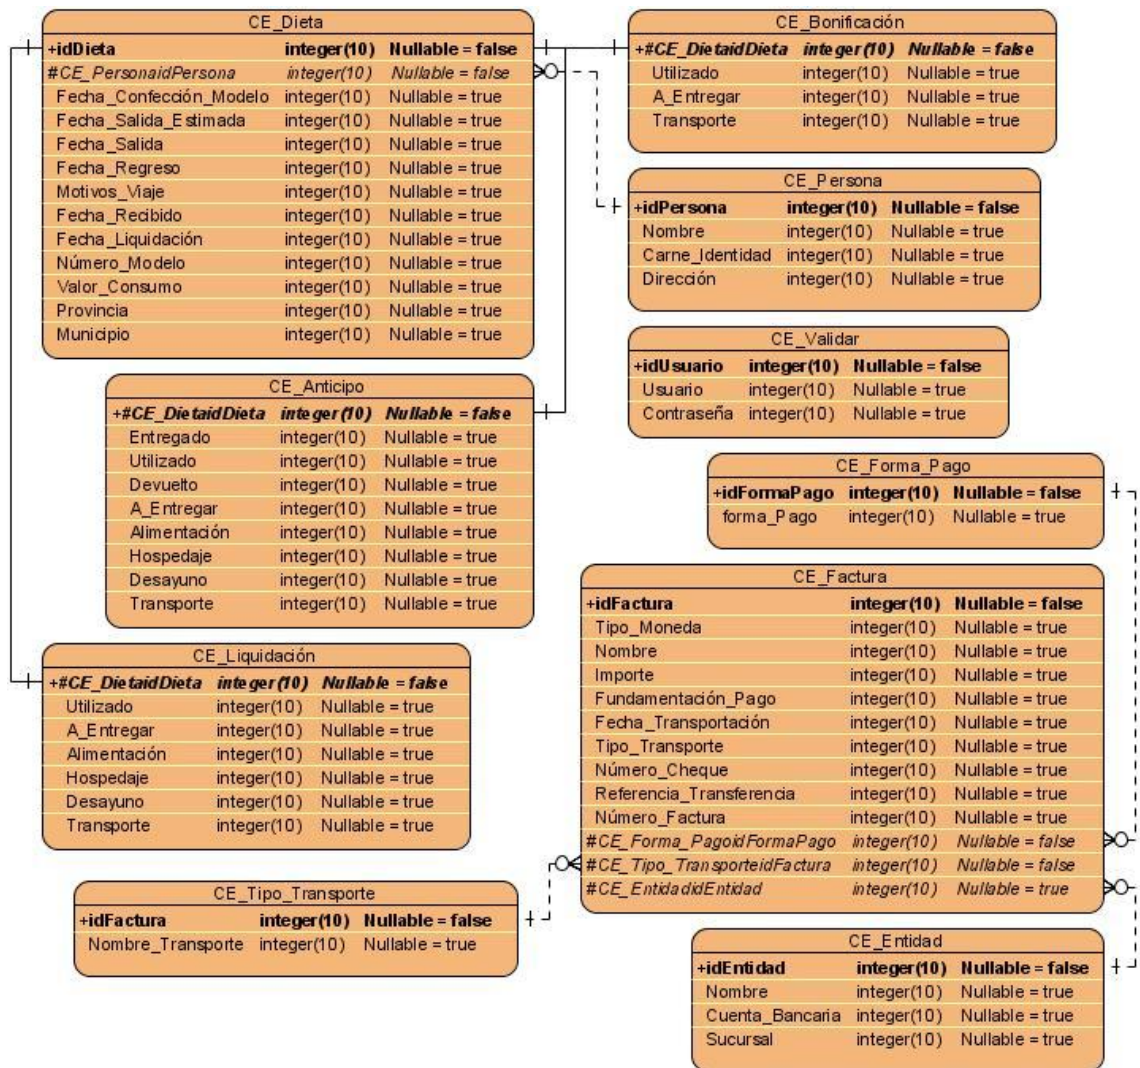 CE_Dieta
+idDieta integer(10) Nullable = false
#CE_PersonaidPersona integer(10) Nullable = false
Fecha_Confección_Modelo integer(10) Nullable = true
Fecha_Salida_Estimada integer(10) Nullable = true
Fecha_Salida integer(10) Nullable = true
Fecha_Regreso integer(10) Nullable = true
Motivos_Viaje integer(10) Nullable = true
Fecha_Recibido integer(10) Nullable = true
Fecha_Liquidación integer(10) Nullable = true
Número_Modelo integer(10) Nullable = true
Valor_Consumo integer(10) Nullable = true
Provincia integer(10) Nullable = true
Municipio integer(10) Nullable = true
CE_Bonificación
+#CE_DietaidDieta integer(10) Nullable = false
Utilizado integer(10) Nullable = true
A_Entregar integer(10) Nullable = true
Transporte integer(10) Nullable = true
CE_Persona
+idPersona integer(10) Nullable = false
Nombre integer(10) Nullable = true
Carne_Identidad integer(10) Nullable = true
Dirección integer(10) Nullable = true
CE_Validar
+idUsuario integer(10) Nullable = false
Usuario integer(10) Nullable = true
Contraseña integer(10) Nullable = true
CE_Anticipo
+#CE_DietaidDieta integer(10) Nullable = false
Entregado integer(10) Nullable = true
Utilizado integer(10) Nullable = true
Devuelto integer(10) Nullable = true
A_Entregar integer(10) Nullable = true
Alimentación integer(10) Nullable = true
Hospedaje integer(10) Nullable = true
Desayuno integer(10) Nullable = true
Transporte integer(10) Nullable = true
CE_Forma_Pago
+idFormaPago integer(10) Nullable = false
forma_Pago integer(10) Nullable = true
CE_Factura
+idFactura integer(10) Nullable = false
Tipo_Moneda integer(10) Nullable = true
Nombre integer(10) Nullable = true
Importe integer(10) Nullable = true
Fundamentación_Pago integer(10) Nullable = true
Fecha_Transportación integer(10) Nullable = true
Tipo_Transporte integer(10) Nullable = true
Número_Cheque integer(10) Nullable = true
Referencia_Transferencia integer(10) Nullable = true
Número_Factura integer(10) Nullable = true
#CE_Forma_PagoidFormaPago integer(10) Nullable = false
#CE_Tipo_TransporteidFactura integer(10) Nullable = false
#CE_EntidadidEntidad integer(10) Nullable = true
CE_Liquidación
+#CE_DietaidDieta integer(10) Nullable = false
Utilizado integer(10) Nullable = true
A_Entregar integer(10) Nullable = true
Alimentación integer(10) Nullable = true
Hospedaje integer(10) Nullable = true
Desayuno integer(10) Nullable = true
Transporte integer(10) Nullable = true
CE_Tipo_Transporte
+idFactura integer(10) Nullable = false
Nombre_Transporte integer(10) Nullable = true
CE_Entidad
+idEntidad integer(10) Nullable = false
Nombre integer(10) Nullable = true
Cuenta_Bancaria integer(10) Nullable = true
Sucursal integer(10) Nullable = true